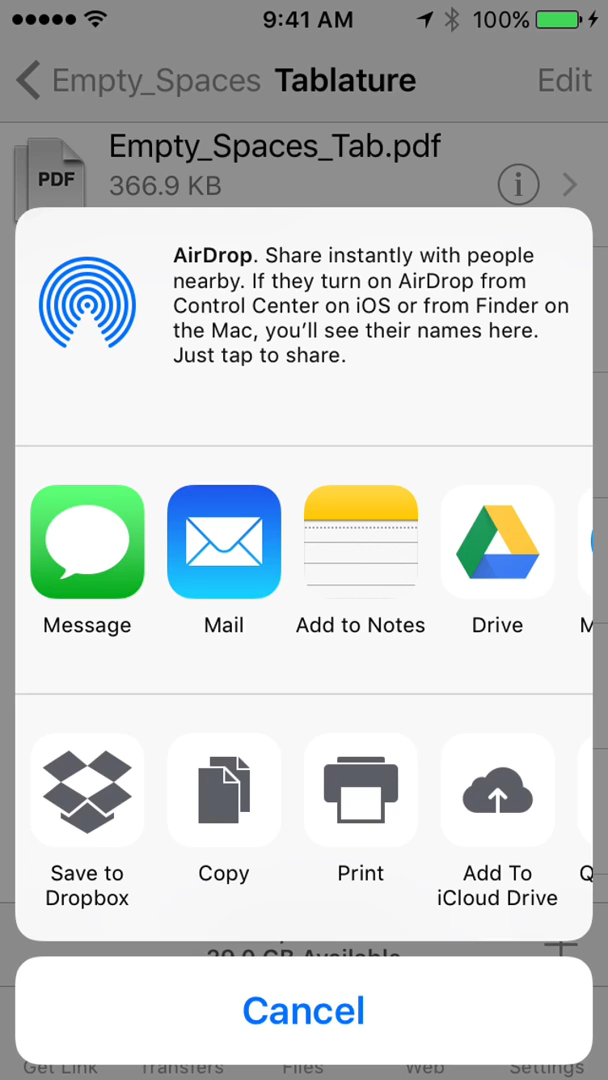 9:41 AM 100%
Empty_Spaces Tablature Edit
PDF
Empty_Spaces_Tab.pdf
366.9 KB
AirDrop. Share instantly with people
nearby. If they turn on AirDrop from
Control Center on iOS or from Finder on
the Mac, you’ll see their names here.
Just tap to share.
Message Mail Add to Notes Drive
Save to Dropbox Copy Print Add To iCloud Drive
Cancel
Get Link Transfers Files Web Settings